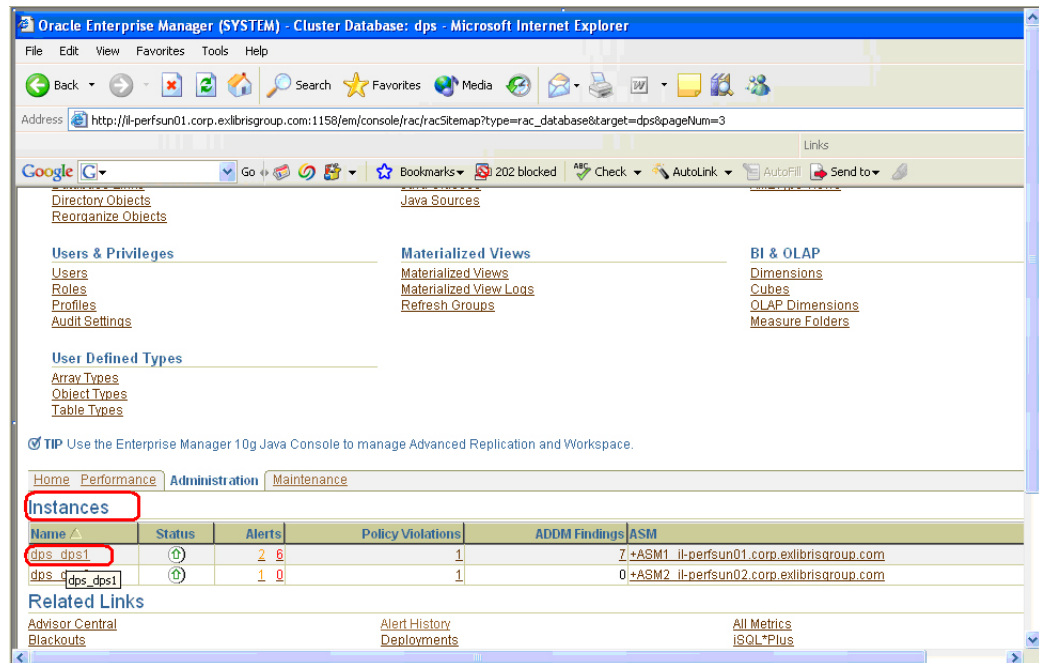 Oracle Enterprise Manager (SYSTEM) - Cluster Database: dps - Microsoft Internet Explorer
File Edit View Favorites Tools Help
Back Search Favorites Media
Address http://il-perfsun01.corp.exlibrisgroup.com:1158/em/console/rac/racSitemap?type=rac_database&target=dps&pageNum=3
Links
Google G Go Bookmarks 202 blocked ABC Check AutoLink AutoFill Send to
Directory Objects Java Sources
Reorganize Objects
Users & Privileges Materialized Views BI & OLAP
Users Materialized Views Dimensions
Roles Materialized View Logs Cubes
Profiles Refresh Groups OLAP Dimensions
Audit Settings Measure Folders
User Defined Types
Array Types
Object Types
Table Types
TIP Use the Enterprise Manager 10g Java Console to manage Advanced Replication and Workspace.
Home Performance Administration Maintenance
Instances
Name Status Alerts Policy Violations ADDM Findings ASM
dps_dps1 2 6 1 7 +ASM1_il-perfsun01.corp.exlibrisgroup.com
1 0 1 0 +ASM2_il-perfsun02.corp.exlibrisgroup.com
dps_dps1
Related Links
Advisor Central Alert History All Metrics
Blackouts Deployments iSQL*Plus